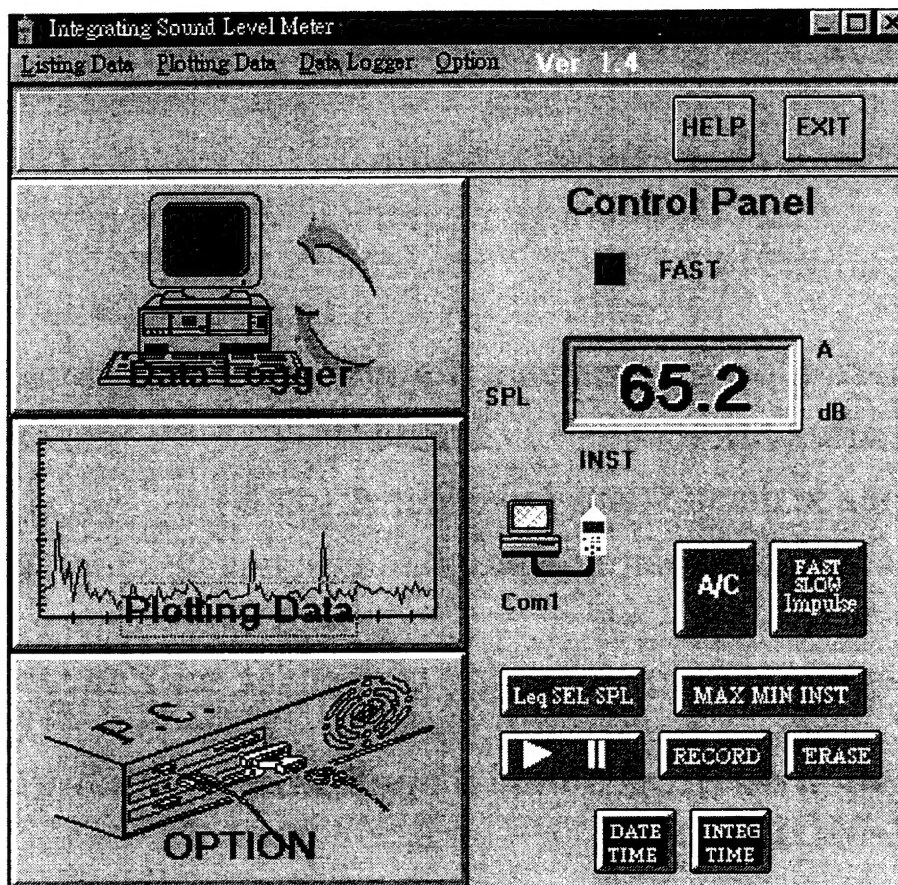 Integrating Sound Level Meter
Listing Data Plotting Data Data Logger Option Ver 1.4
HELP EXIT
Data Logger
Plotting Data
P.C.
OPTION
Control Panel
FAST
SPL 65.2 A
dB
INST
Com1
A/C
FAST
SLOW
Impulse
Leq SEL SPL
MAX MIN INST
RECORD
ERASE
DATE
TIME
INTEG
TIME